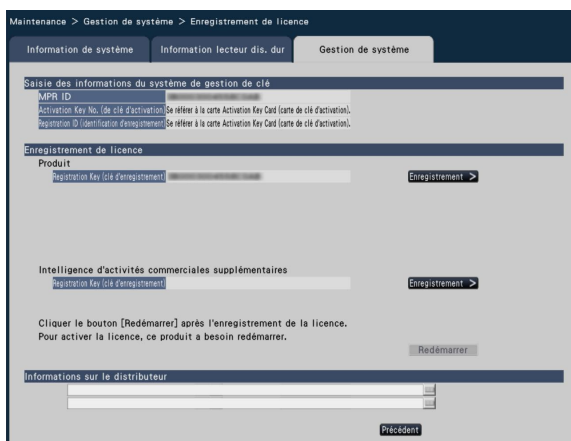 Maintenance > Gestion de système > Enregistrement de licence
Information de système Information lecteur dis. dur Gestion de système
Saisie des informations du système de gestion de clé
MPR ID
Activation Key No. (de clé d'activation) Se référer à la carte Activation Key Card (carte de clé d'activation).
Registration ID (identification d'enregistrement) Se référer à la carte Activation Key Card (carte de clé d'activation).
Enregistrement de licence
Produit
Registration Key (clé d'enregistrement) Enregistrement >
Intelligence d'activités commerciales supplémentaires
Registration Key (clé d'enregistrement) Enregistrement >
Cliquer le bouton [Redémarrer] après l'enregistrement de la licence.
Pour activer la licence, ce produit a besoin redémarrer.
Redémarrer
Informations sur le distributeur
Précédent